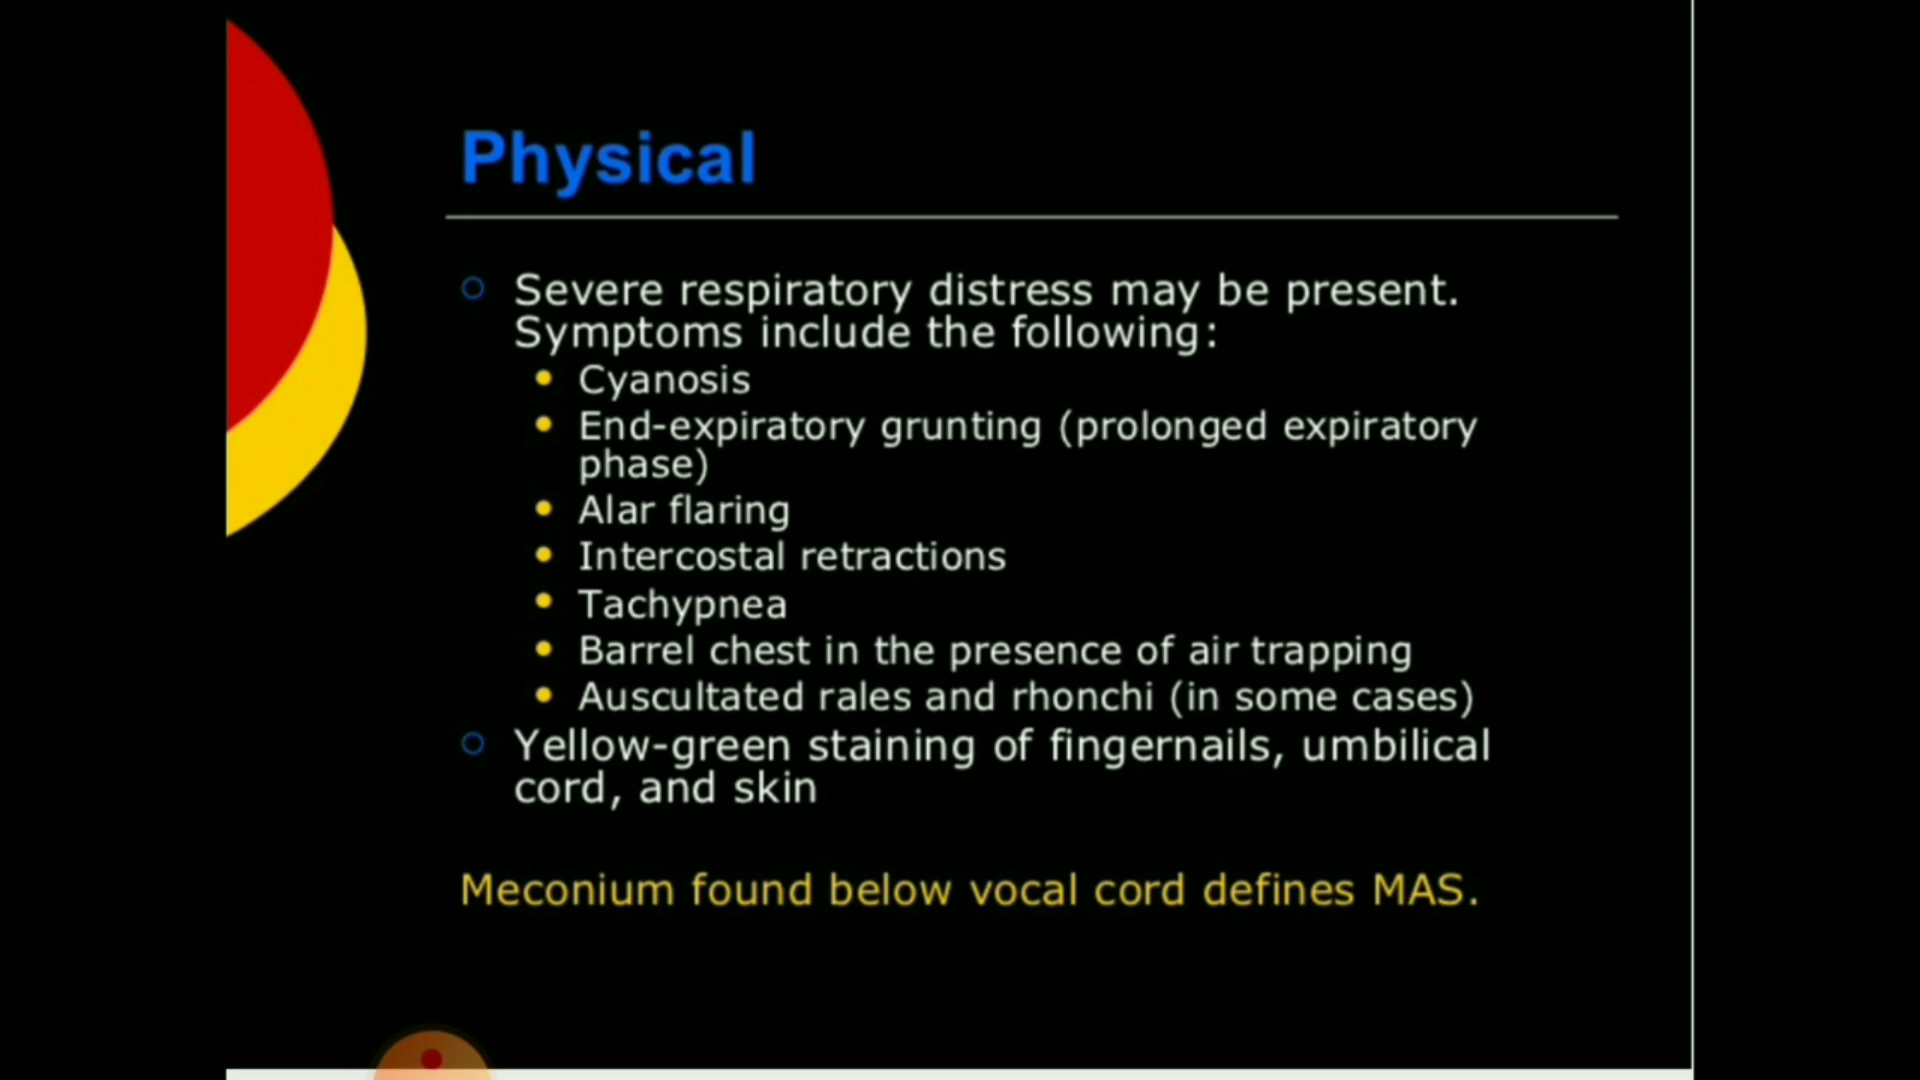 Physical
Severe respiratory distress may be present.
Symptoms include the following:
Cyanosis
End-expiratory grunting (prolonged expiratory
phase)
Alar flaring
Intercostal retractions
Tachypnea
Barrel chest in the presence of air trapping
Auscultated rales and rhonchi (in some cases)
Yellow-green staining of fingernails, umbilical
cord, and skin
Meconium found below vocal cord defines MAS.